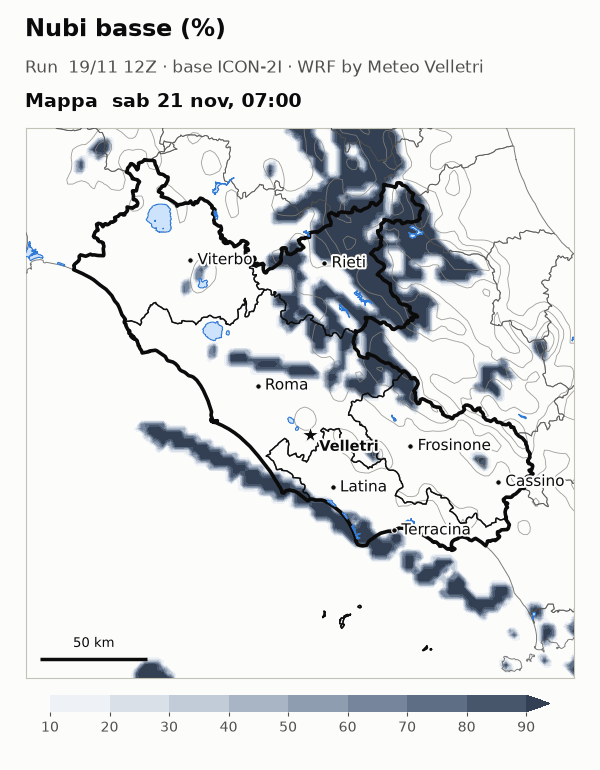 Nubi basse (%)
Run  19/11 12Z · base ICON-2I · WRF by Meteo Velletri
Mappa  sab 21 nov, 07:00
Viterbo
Rieti
Roma
Velletri
Frosinone
Cassino
Latina
Terracina
50 km
10 20 30 40 50 60 70 80 90